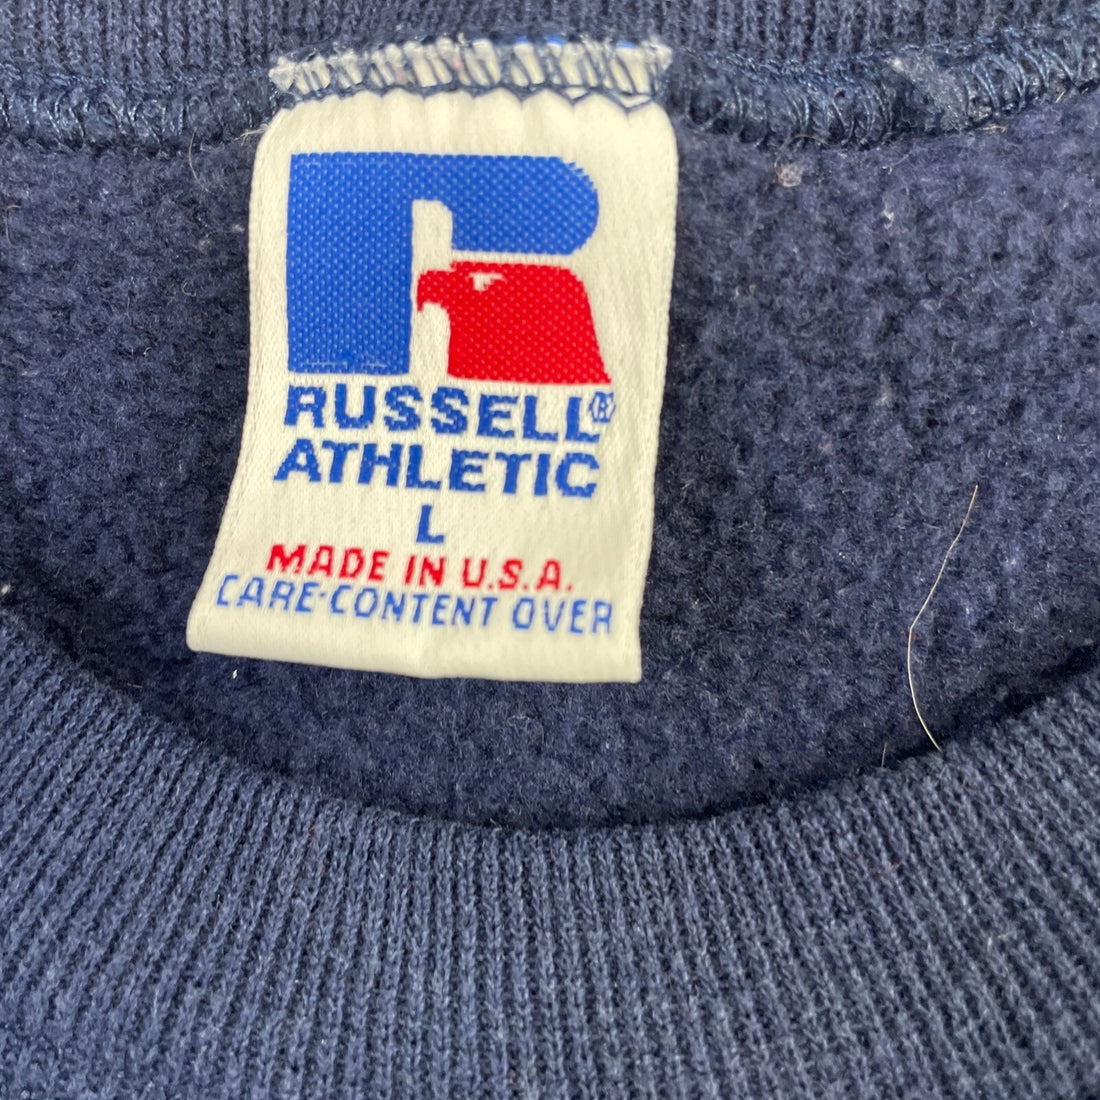 RUSSELL®
ATHLETIC
L
MADE IN U.S.A.
CARE-CONTENT OVER